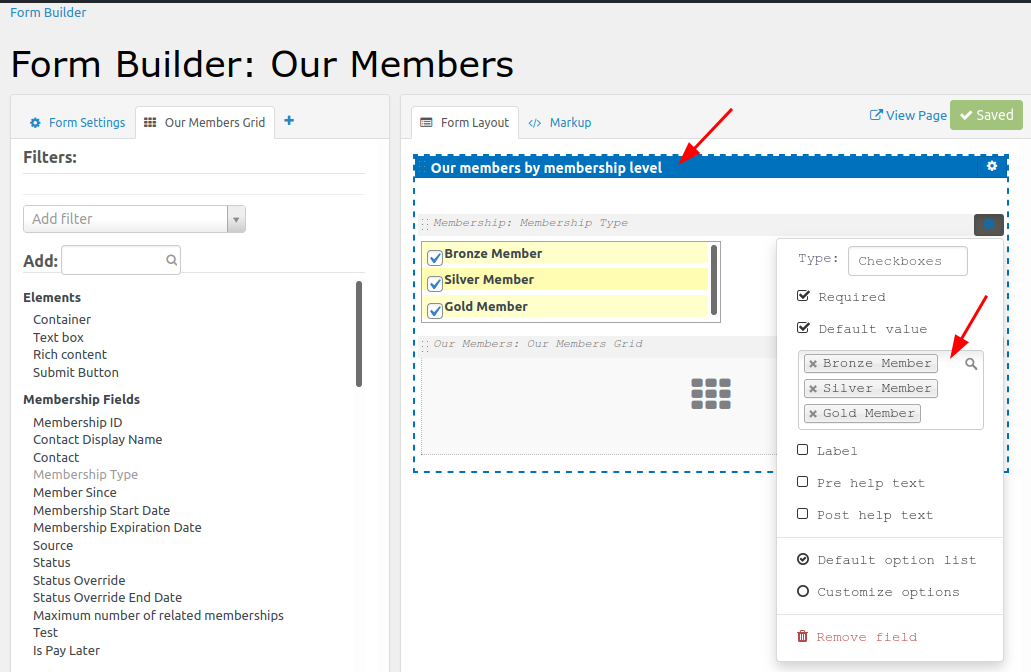 Form Builder
Form Builder: Our Members
Form Settings
Our Members Grid
Filters:
Add filter
Add:
Elements
Container
Text box
Rich content
Submit Button
Membership Fields
Membership ID
Contact Display Name
Contact
Membership Type
Member Since
Membership Start Date
Membership Expiration Date
Source
Status
Status Override
Status Override End Date
Maximum number of related memberships
Test
Is Pay Later
Form Layout
Markup
View Page
Saved
Our members by membership level
Membership: Membership Type
Bronze Member
Silver Member
Gold Member
Our Members: Our Members Grid
Type: Checkboxes
Required
Default value
Bronze Member
Silver Member
Gold Member
Label
Pre help text
Post help text
Default option list
Customize options
Remove field